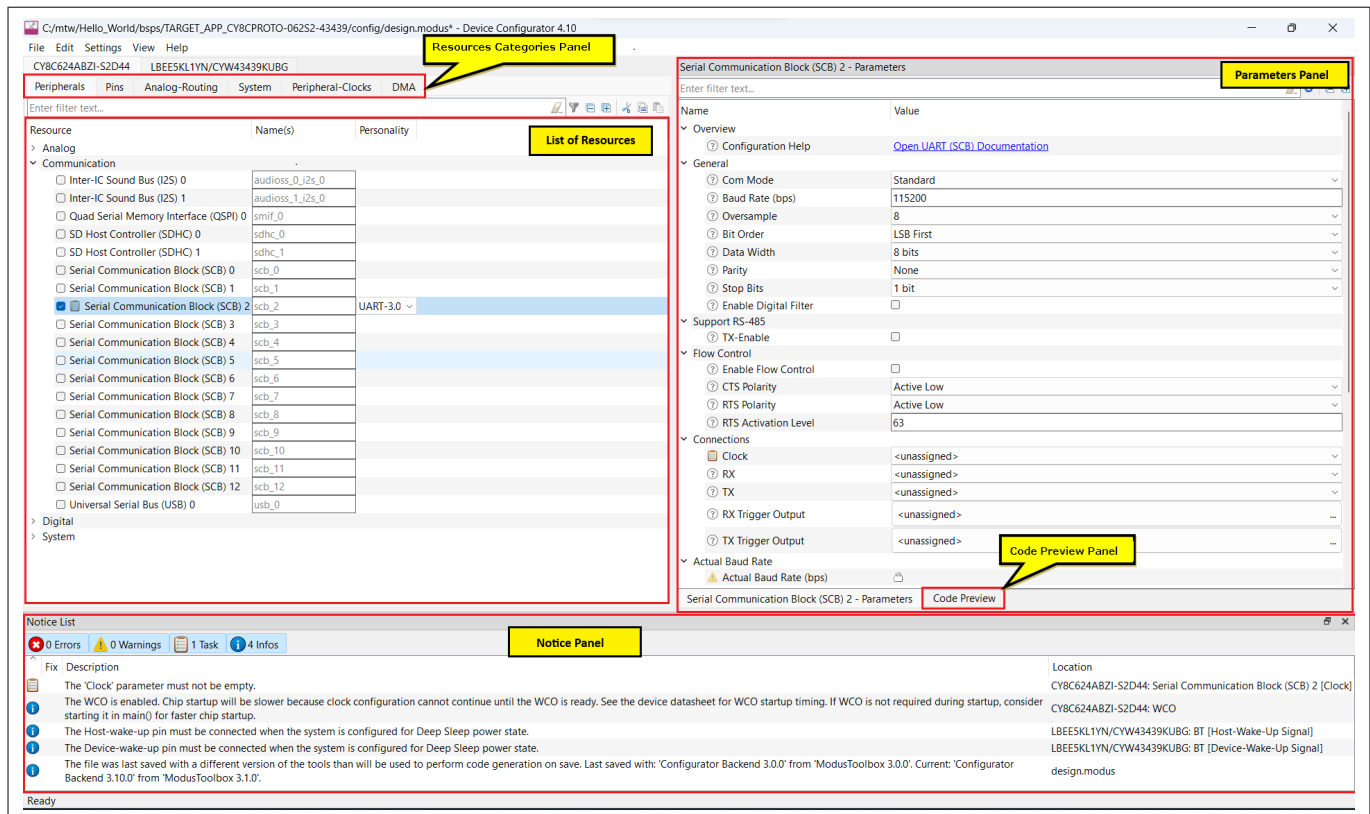 C:/mtw/Hello_World/bsps/TARGET_APP_CY8CPROTO-062S2-43439/config/design.modus* - Device Configurator 4.10
File Edit Settings View Help
Resources Categories Panel
CY8C624ABZI-S2D44 LBEE5KL1YN/CYW43439KUBG
Peripherals Pins Analog-Routing System Peripheral-Clocks DMA
Enter filter text...
Resource Name(s) Personality
List of Resources
Analog
Communication
Inter-IC Sound Bus (I2S) 0 audioss_0_i2s_0
Inter-IC Sound Bus (I2S) 1 audioss_1_i2s_0
Quad Serial Memory Interface (QSPI) 0 smif_0
SD Host Controller (SDHC) 0 sdhc_0
SD Host Controller (SDHC) 1 sdhc_1
Serial Communication Block (SCB) 0 scb_0
Serial Communication Block (SCB) 1 scb_1
Serial Communication Block (SCB) 2 scb_2 UART-3.0
Serial Communication Block (SCB) 3 scb_3
Serial Communication Block (SCB) 4 scb_4
Serial Communication Block (SCB) 5 scb_5
Serial Communication Block (SCB) 6 scb_6
Serial Communication Block (SCB) 7 scb_7
Serial Communication Block (SCB) 8 scb_8
Serial Communication Block (SCB) 9 scb_9
Serial Communication Block (SCB) 10 scb_10
Serial Communication Block (SCB) 11 scb_11
Serial Communication Block (SCB) 12 scb_12
Universal Serial Bus (USB) 0 usb_0
Digital
System
Serial Communication Block (SCB) 2 - Parameters
Parameters Panel
Enter filter text...
Name Value
Overview
Configuration Help Open UART (SCB) Documentation
General
Com Mode Standard
Baud Rate (bps) 115200
Oversample 8
Bit Order LSB First
Data Width 8 bits
Parity None
Stop Bits 1 bit
Enable Digital Filter
Support RS-485
TX-Enable
Flow Control
Enable Flow Control
CTS Polarity Active Low
RTS Polarity Active Low
RTS Activation Level 63
Connections
Clock <unassigned>
RX <unassigned>
TX <unassigned>
RX Trigger Output <unassigned> ...
TX Trigger Output <unassigned> ...
Code Preview Panel
Actual Baud Rate
Actual Baud Rate (bps)
Serial Communication Block (SCB) 2 - Parameters Code Preview
Notice List
0 Errors 0 Warnings 1 Task 4 Infos
Notice Panel
Fix Description Location
The 'Clock' parameter must not be empty. CY8C624ABZI-S2D44: Serial Communication Block (SCB) 2 [Clock]
The WCO is enabled. Chip startup will be slower because clock configuration cannot continue until the WCO is ready. See the device datasheet for WCO startup timing. If WCO is not required during startup, consider
starting it in main() for faster chip startup. CY8C624ABZI-S2D44: WCO
The Host-wake-up pin must be connected when the system is configured for Deep Sleep power state. LBEE5KL1YN/CYW43439KUBG: BT [Host-Wake-Up Signal]
The Device-wake-up pin must be connected when the system is configured for Deep Sleep power state. LBEE5KL1YN/CYW43439KUBG: BT [Device-Wake-Up Signal]
The file was last saved with a different version of the tools than will be used to perform code generation on save. Last saved with: 'Configurator Backend 3.0.0' from 'ModusToolbox 3.0.0'. Current: 'Configurator
Backend 3.10.0' from 'ModusToolbox 3.1.0'. design.modus
Ready